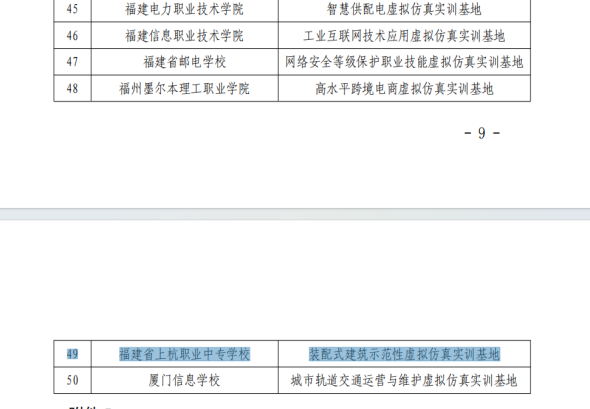 45 福建电力职业技术学院 智慧供配电虚拟仿真实训基地
46 福建信息职业技术学院 工业互联网技术应用虚拟仿真实训基地
47 福建省邮电学校 网络安全等级保护职业技能虚拟仿真实训基地
48 福州墨尔本理工职业学院 高水平跨境电商虚拟仿真实训基地
- 9 -
49 福建省上杭职业中专学校 装配式建筑示范性虚拟仿真实训基地
50 厦门信息学校 城市轨道交通运营与维护虚拟仿真实训基地